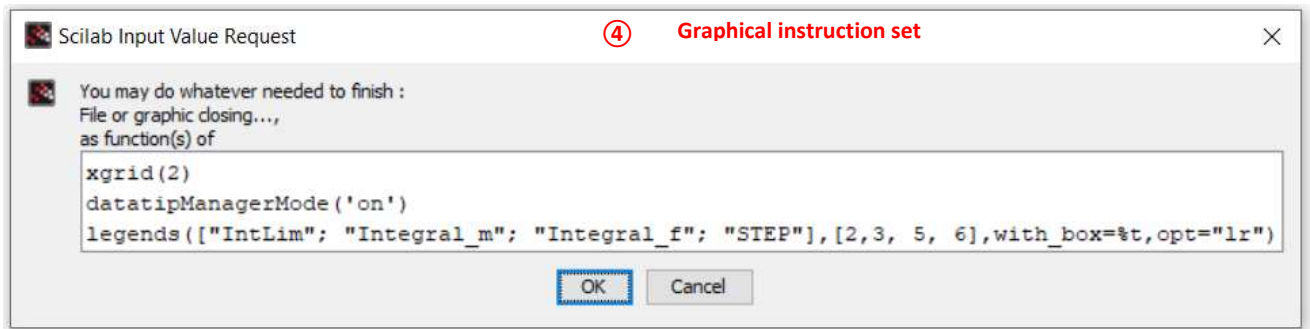 Scilab Input Value Request
④ Graphical instruction set
You may do whatever needed to finish :
File or graphic closing...,
as function(s) of
xgrid(2)
datatipManagerMode('on')
legends(["IntLim"; "Integral_m"; "Integral_f"; "STEP"],[2,3, 5, 6],with_box=%t,opt="lr")
OK Cancel